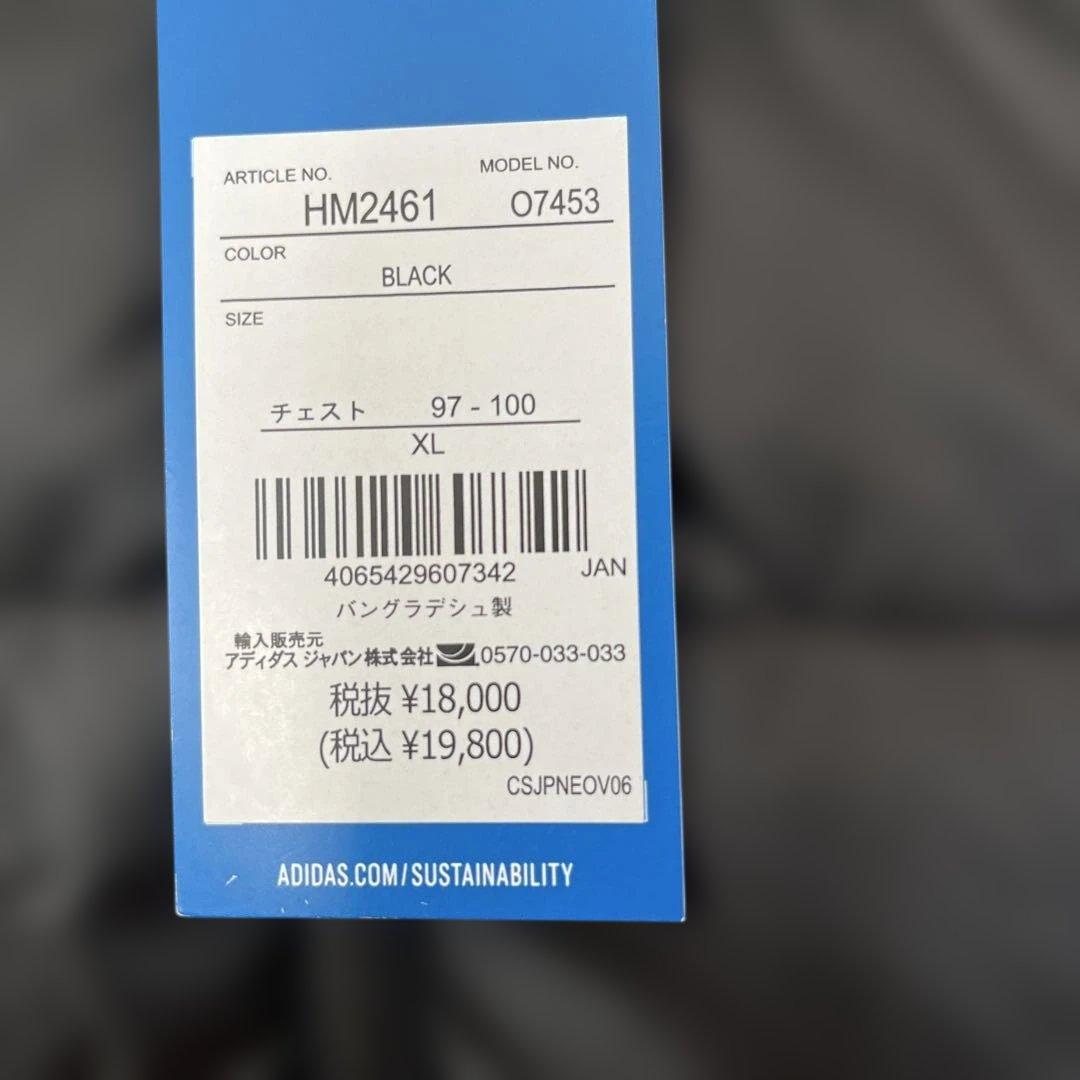 ARTICLE NO. MODEL NO.
HM2461 O7453
COLOR
BLACK
SIZE
チェスト 97 - 100
XL
4065429607342 JAN
バングラデシュ製
輸入販売元
アディダス ジャパン株式会社 0570-033-033
税抜 ¥18,000
(税込 ¥19,800)
CSJPNEOV06
ADIDAS.COM/SUSTAINABILITY